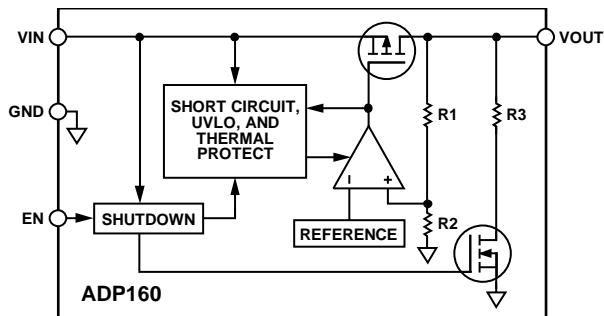 VIN
VOUT
GND
SHORT CIRCUIT,
UVLO, AND
THERMAL
PROTECT
R1
R3
EN
SHUTDOWN
REFERENCE
R2
ADP160